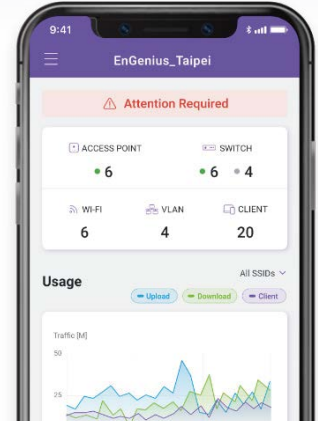 9:41
EnGenius_Taipei
Attention Required
ACCESS POINT
SWITCH
6
6 4
WI-FI
VLAN
CLIENT
6
4
20
Usage
All SSIDs
Upload
Download
Client
Traffic [M]
50
25